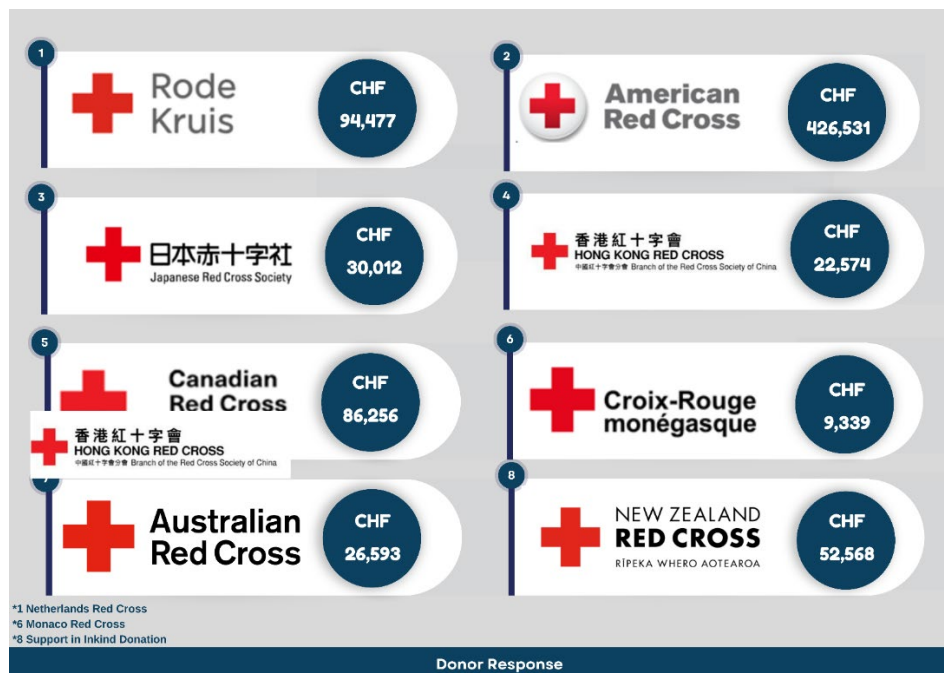 1
Rode
Kruis
CHF
94,477
2
American
Red Cross
CHF
426,531
3
日本赤十字社
Japanese Red Cross Society
CHF
30,012
4
香港紅十字會
HONG KONG RED CROSS
中國紅十字會分會 Branch of the Red Cross Society of China
CHF
22,574
5
Canadian
Red Cross
CHF
86,256
香港紅十字會
HONG KONG RED CROSS
中國紅十字會分會 Branch of the Red Cross Society of China
6
Croix-Rouge
monégasque
CHF
9,339
Australian
Red Cross
CHF
26,593
8
NEW ZEALAND
RED CROSS
RĪPEKA WHERO AOTEAROA
CHF
52,568
*1 Netherlands Red Cross
*6 Monaco Red Cross
*8 Support in Inkind Donation
Donor Response